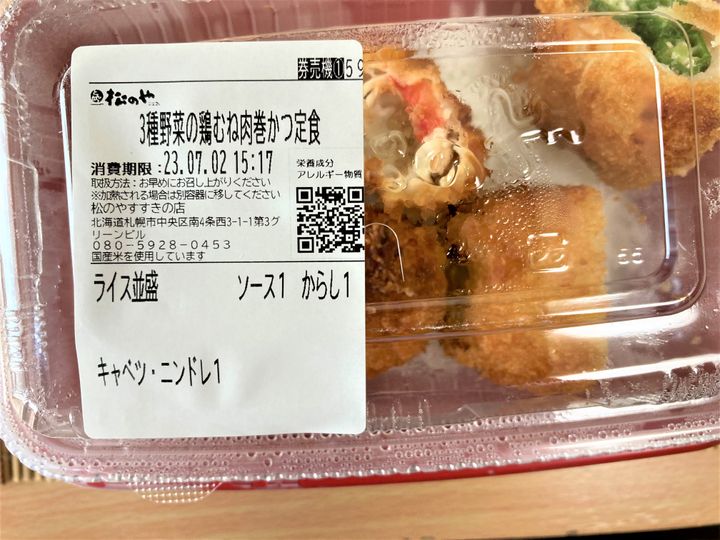 券売機①59
松のや
3種野菜の鶏むね肉巻かつ定食
消費期限:23.07.02 15:17
栄養成分
アレルギー物質
取扱方法:お早めにお召し上がりください
※加熱される場合は別容器に移してください
松のやすすきの店
北海道札幌市中央区南4条西3-1-1第3グ
リーンビル
080-5928-0453
国産米を使用しています
ライス並盛 ソース1 からし1
キャベツ・ニンドレ1